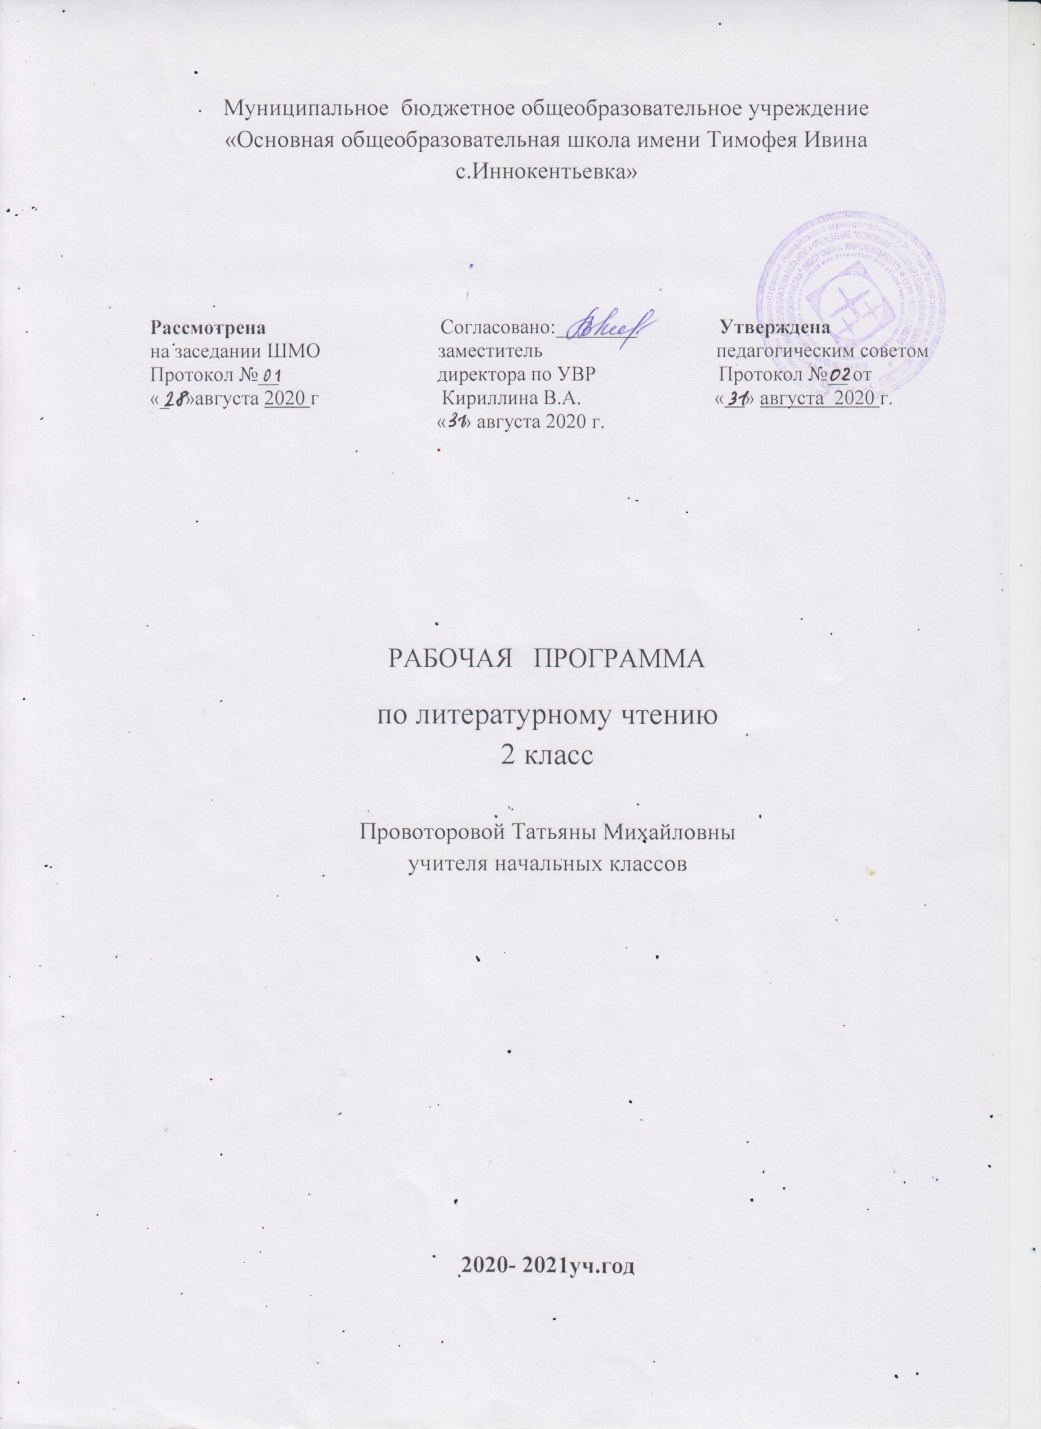 Муниципальное бюджетное общеобразовательное учреждение
«Основная общеобразовательная школа имени Тимофея Ивина
с.Иннокентьевка»
Рассмотрена
на заседании ШМО
Протокол № 01
«28»августа 2020 г
Согласовано:
заместитель
директора по УВР
Кириллина В.А.
«31» августа 2020 г.
Утверждена
педагогическим советом
Протокол №02 от
«31» августа 2020 г.
РАБОЧАЯ ПРОГРАММА
по литературному чтению
2 класс
Провоторовой Татьяны Михайловны
учителя начальных классов
2020- 2021уч.год